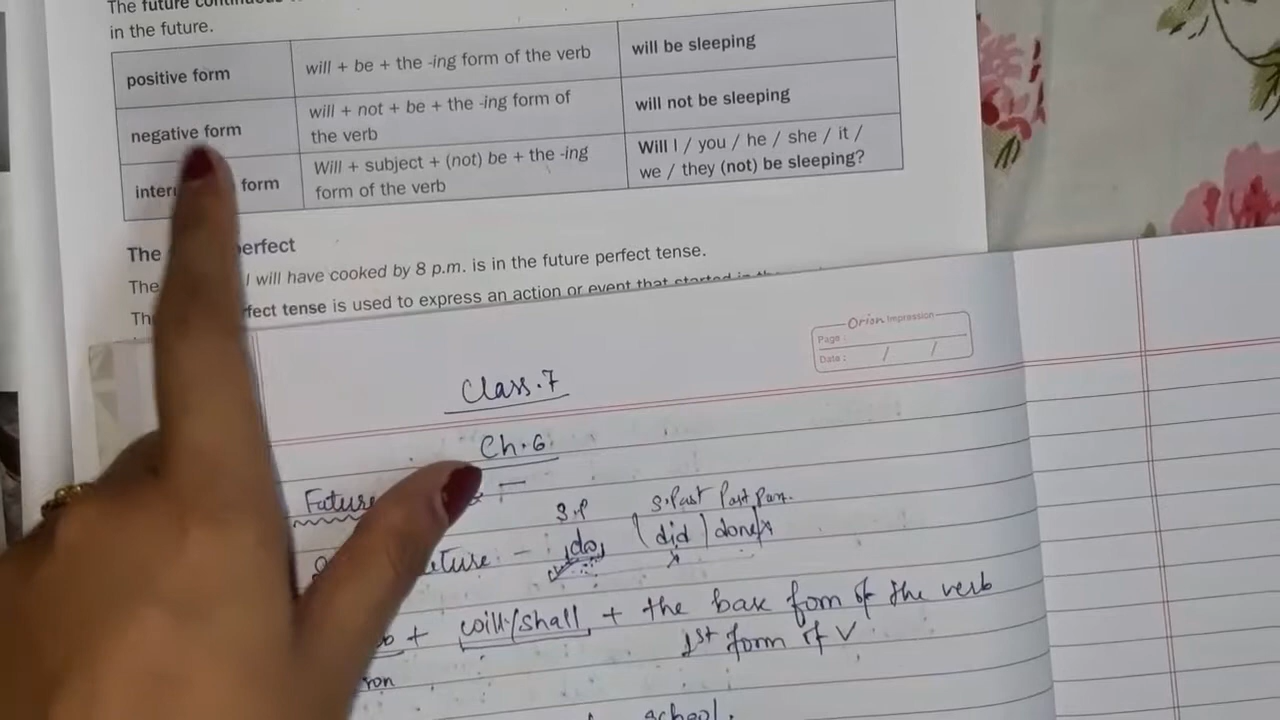 The future continuous
in the future.
positive form
will + be + the -ing form of the verb
will be sleeping
negative form
will + not + be + the -ing form of
the verb
will not be sleeping
form
Will + subject + (not) be + the -ing
form of the verb
Will I / you / he / she / it /
we / they (not) be sleeping?
The perfect
The I will have cooked by 8 p.m. is in the future perfect tense.
tense is used to express an action or event that started in
Orion Impression
Page :
Date : / /
Class.7
Ch.6
S.P S.Past Past Par.
do (did) done
+ will/shall + the base form of the verb
1st form of V
school.